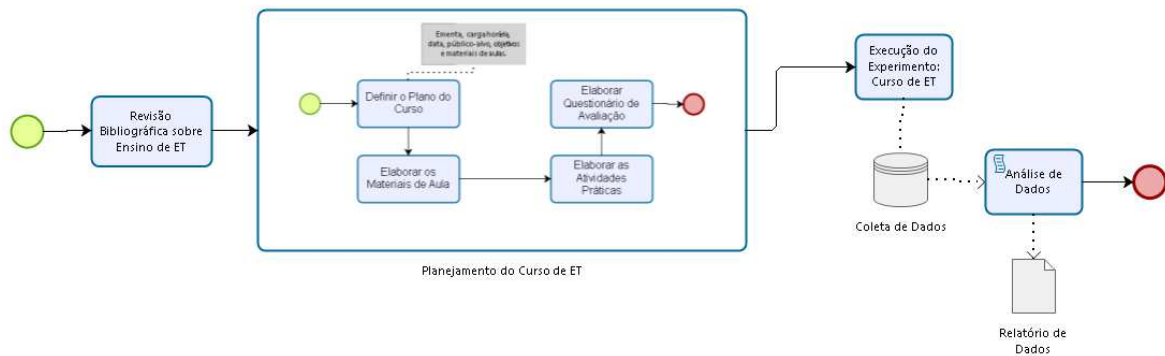 Revisão
Bibliográfica sobre
Ensino de ET
Ementa, carga horária,
data, público-alvo, objetivos
e materiais de aulas.
Definir o Plano do
Curso
Elaborar os
Materiais de Aula
Elaborar as
Atividades
Práticas
Elaborar
Questionário de
Avaliação
Planejamento do Curso de ET
Execução do
Experimento:
Curso de ET
Coleta de Dados
Análise de
Dados
Relatório de
Dados